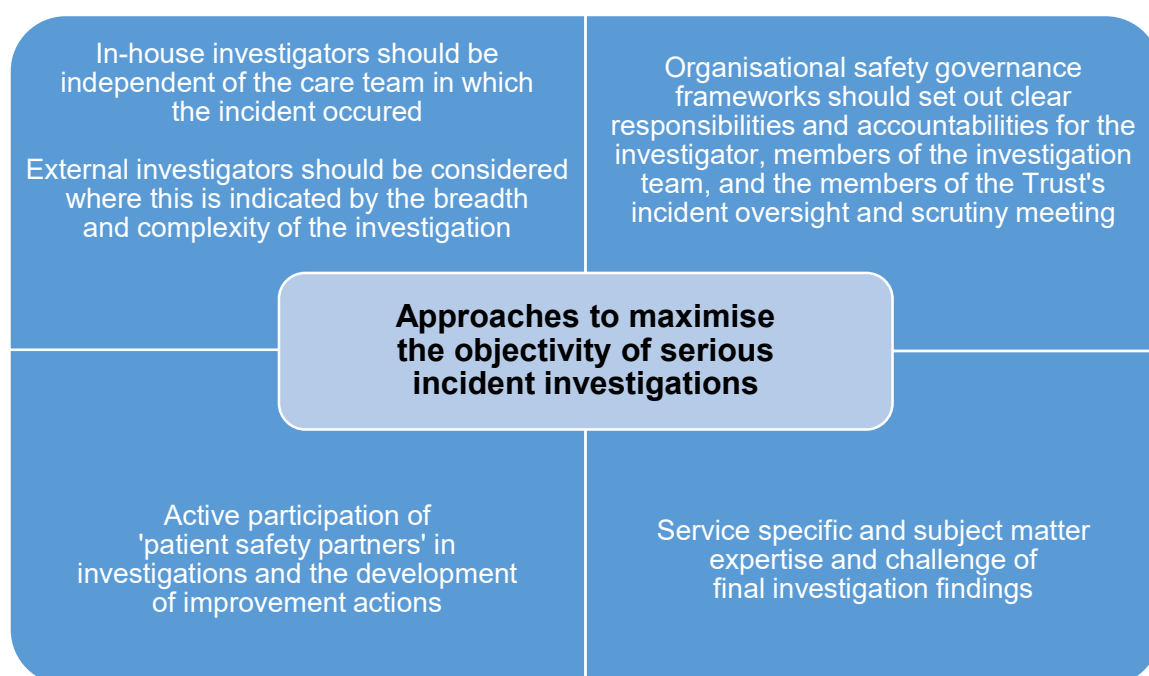 In-house investigators should be
independent of the care team in which
the incident occured
External investigators should be considered
where this is indicated by the breadth
and complexity of the investigation
Organisational safety governance
frameworks should set out clear
responsibilities and accountabilities for the
investigator, members of the investigation
team, and the members of the Trust's
incident oversight and scrutiny meeting
Approaches to maximise
the objectivity of serious
incident investigations
Active participation of
'patient safety partners' in
investigations and the development
of improvement actions
Service specific and subject matter
expertise and challenge of
final investigation findings